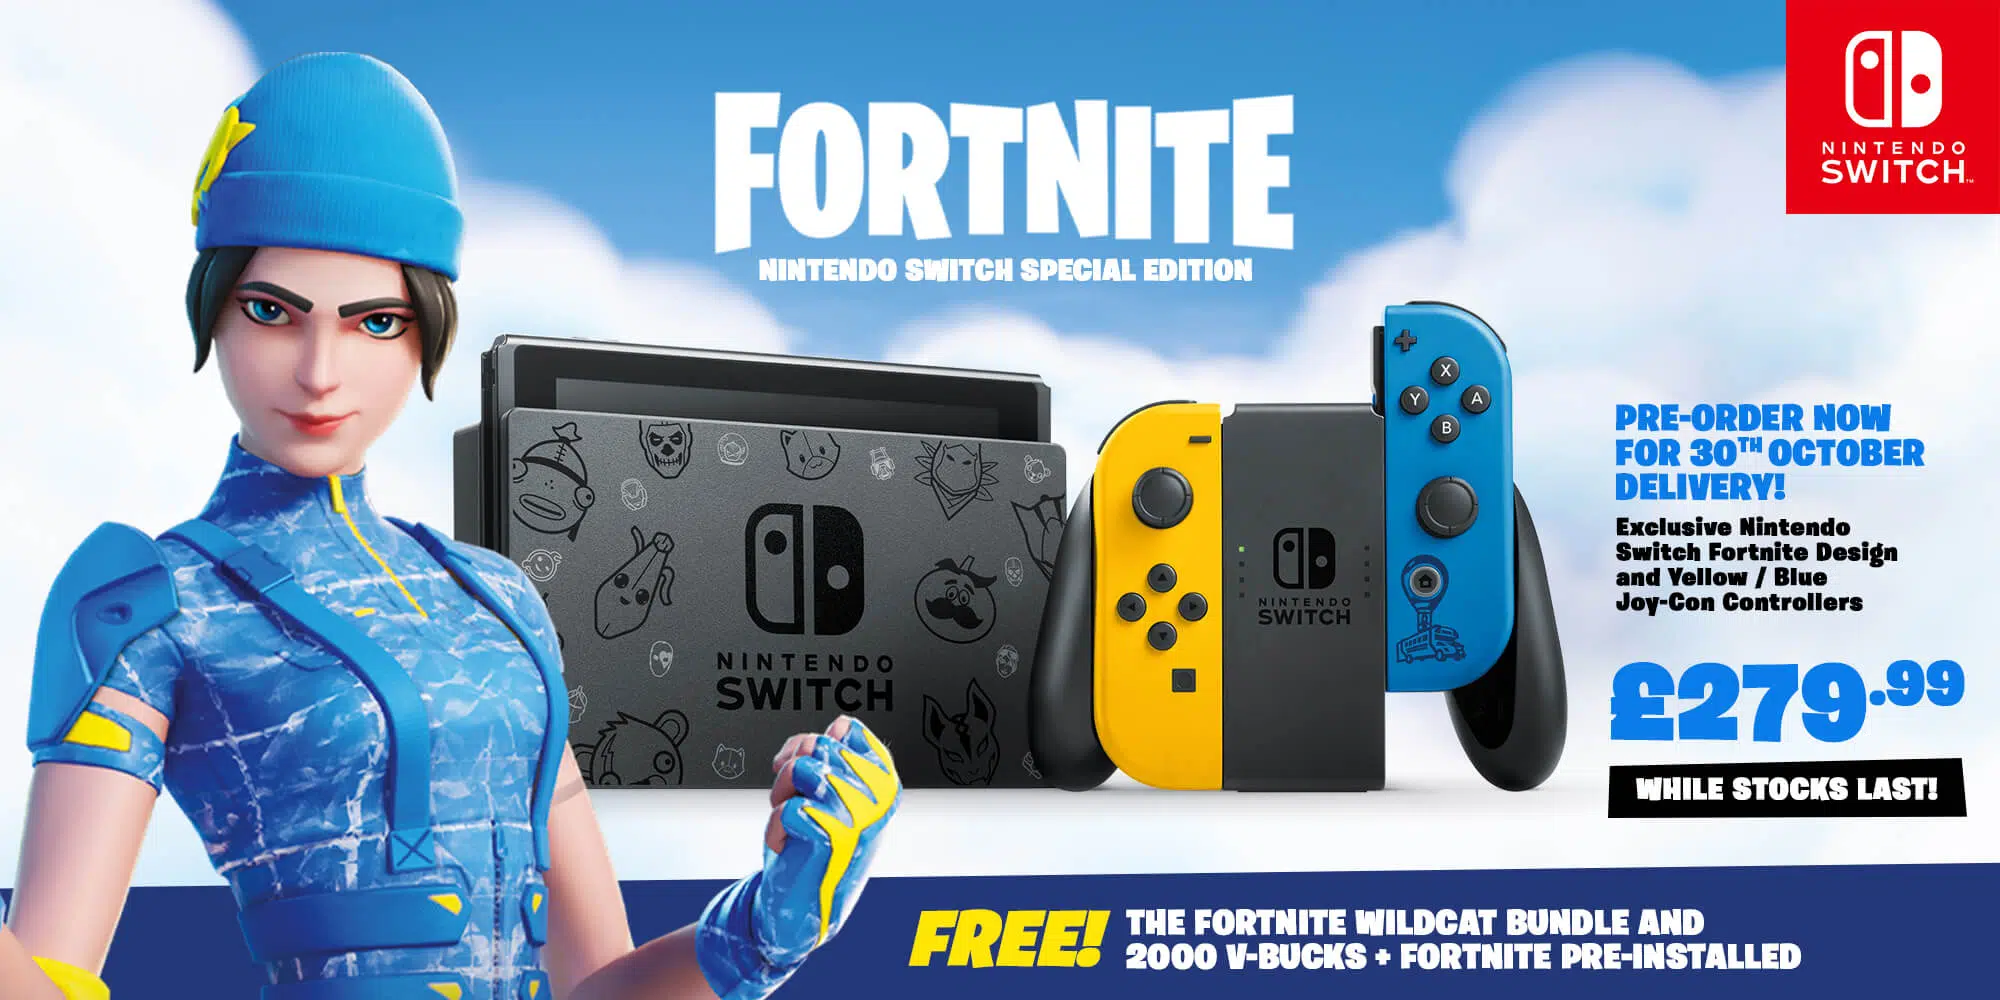 FORTNITE
NINTENDO SWITCH SPECIAL EDITION
NINTENDO
SWITCH™
NINTENDO
SWITCH
X
Y
A
B
NINTENDO
SWITCH
PRE-ORDER NOW
FOR 30TH OCTOBER
DELIVERY!
Exclusive Nintendo
Switch Fortnite Design
and Yellow / Blue
Joy-Con Controllers
£279.99
WHILE STOCKS LAST!
FREE! THE FORTNITE WILDCAT BUNDLE AND
2000 V-BUCKS + FORTNITE PRE-INSTALLED